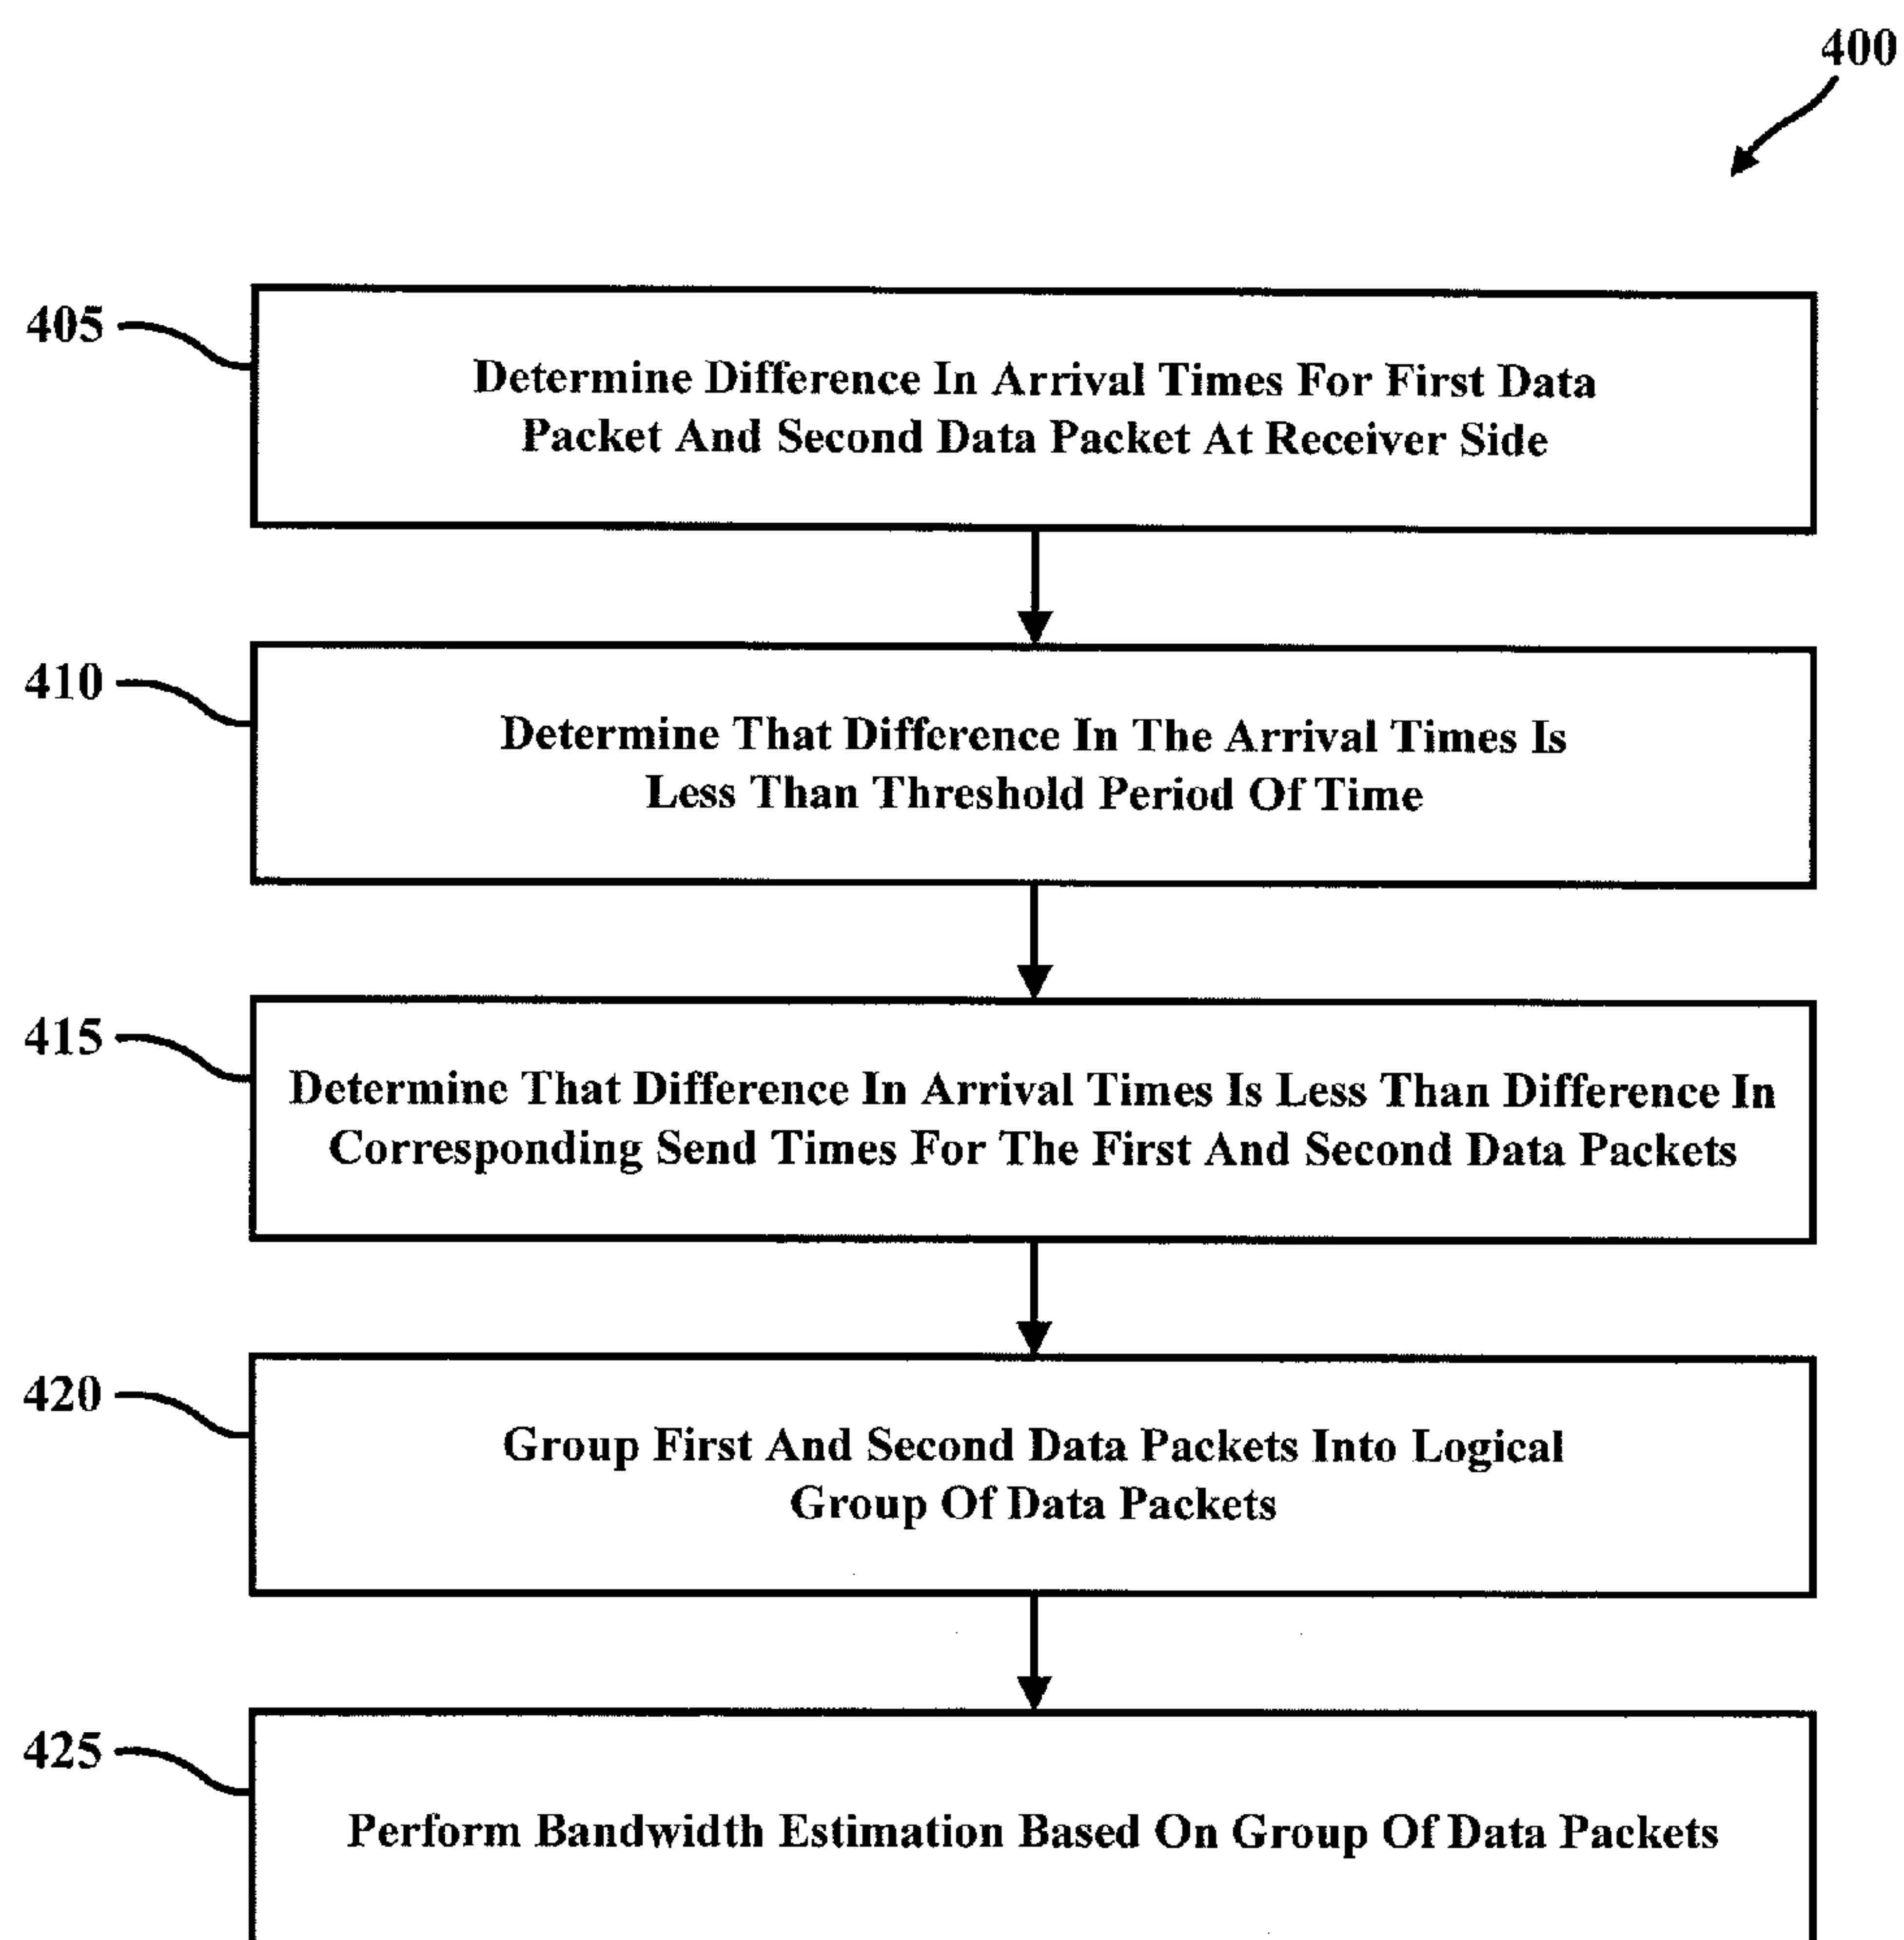 400
405
Determine Difference In Arrival Times For First Data
Packet And Second Data Packet At Receiver Side
410
Determine That Difference In The Arrival Times Is
Less Than Threshold Period Of Time
415
Determine That Difference In Arrival Times Is Less Than Difference In
Corresponding Send Times For The First And Second Data Packets
420
Group First And Second Data Packets Into Logical
Group Of Data Packets
425
Perform Bandwidth Estimation Based On Group Of Data Packets